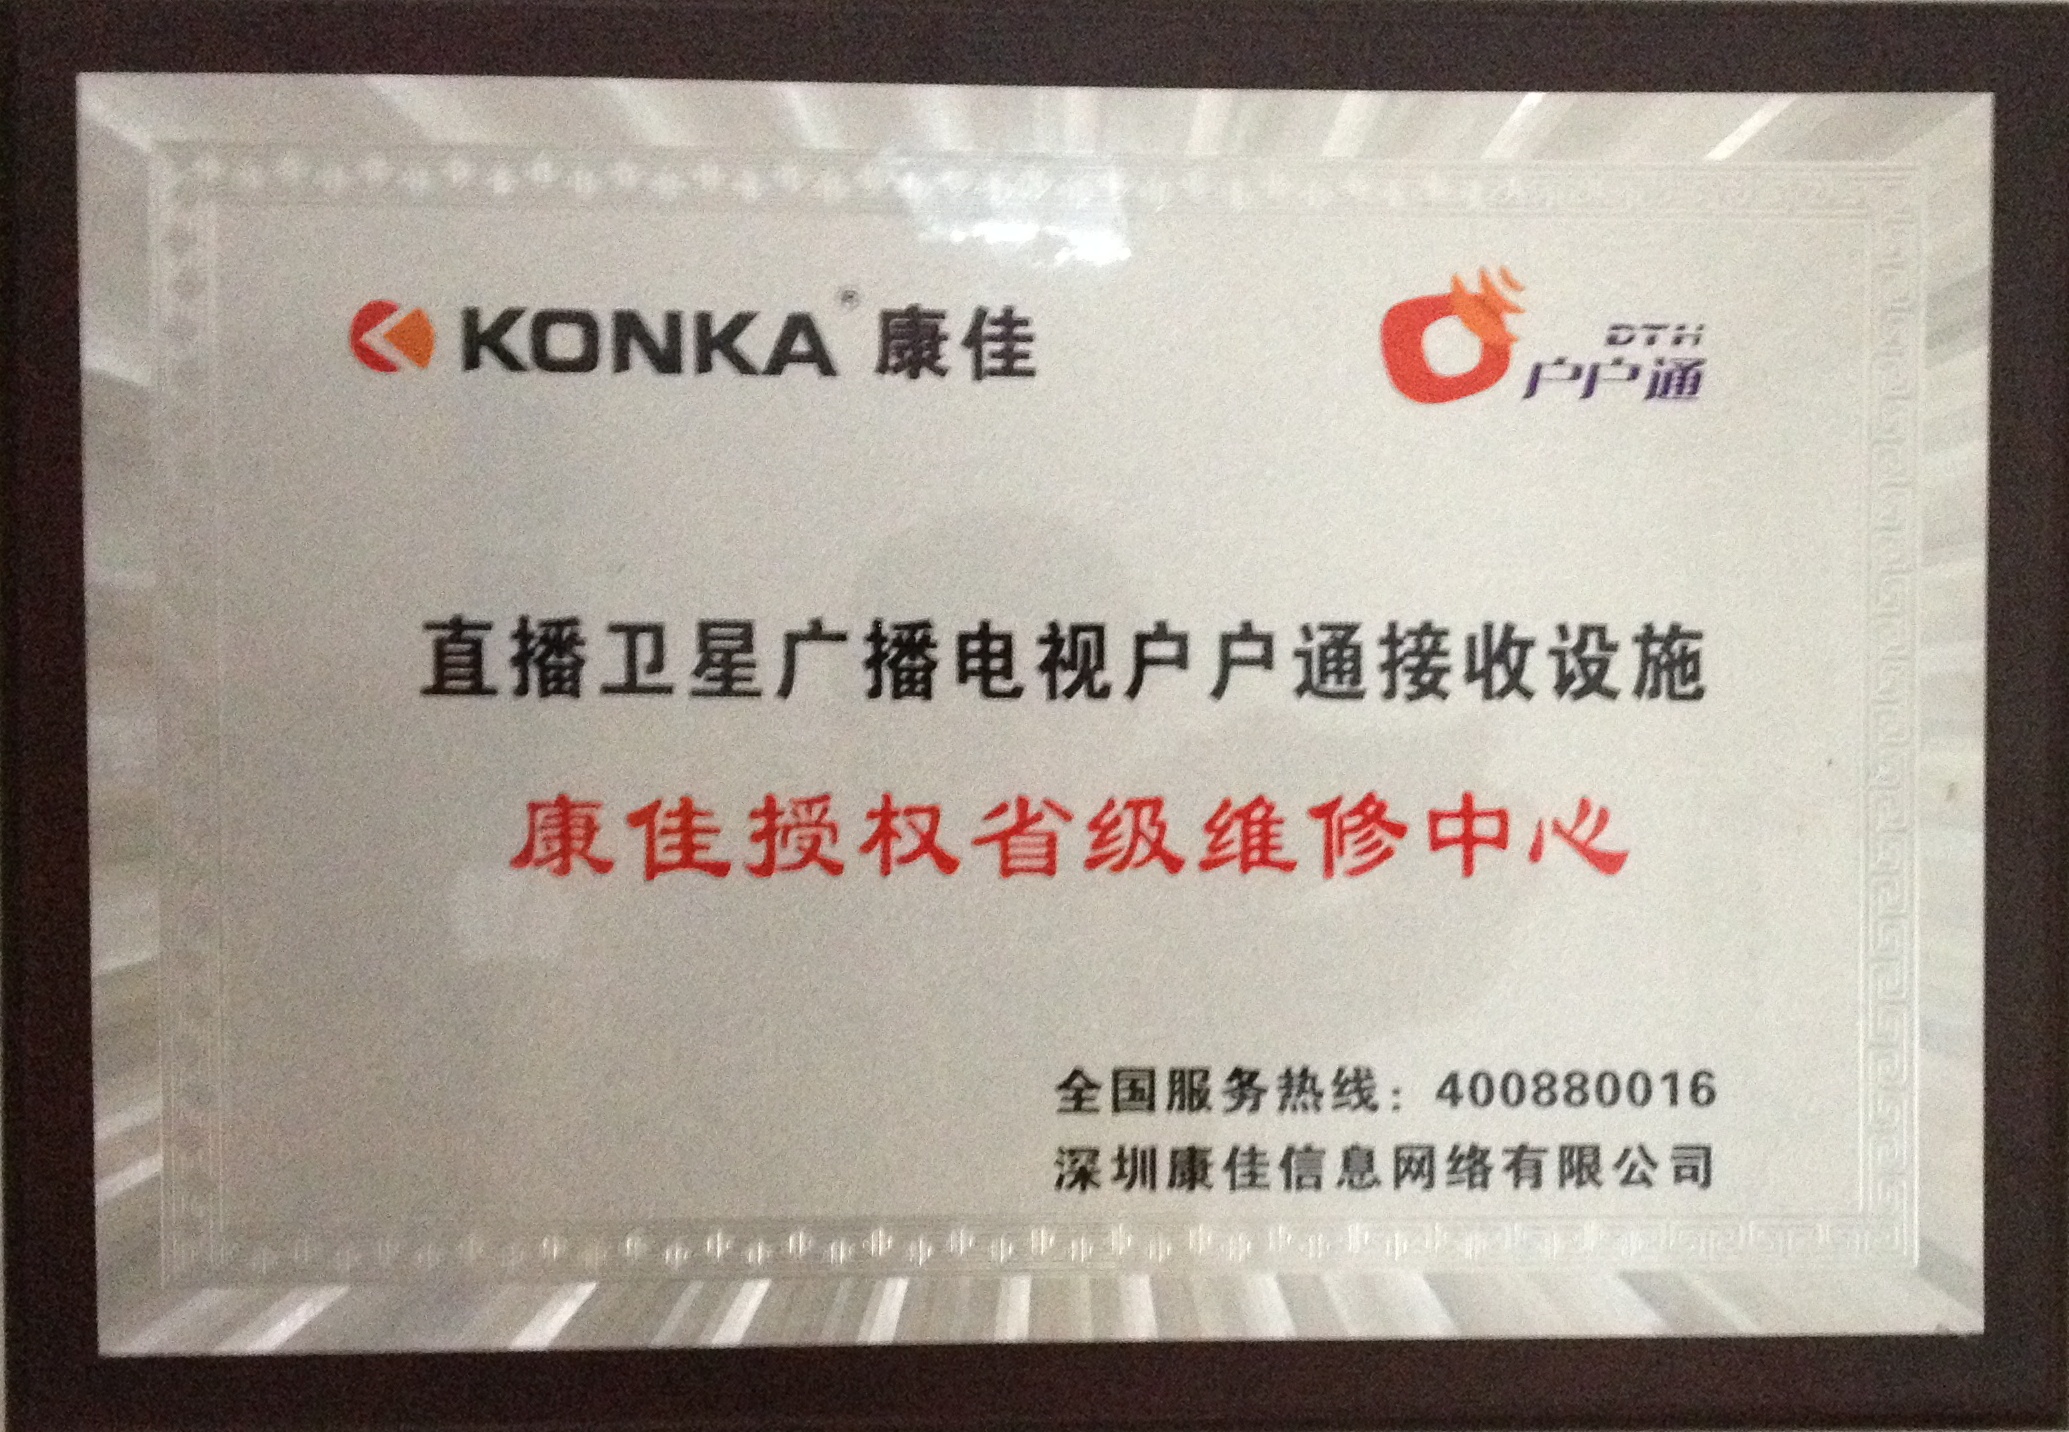 KONKA® 康佳
DTH
户户通
直播卫星广播电视户户通接收设施
康佳授权省级维修中心
全国服务热线：400880016
深圳康佳信息网络有限公司